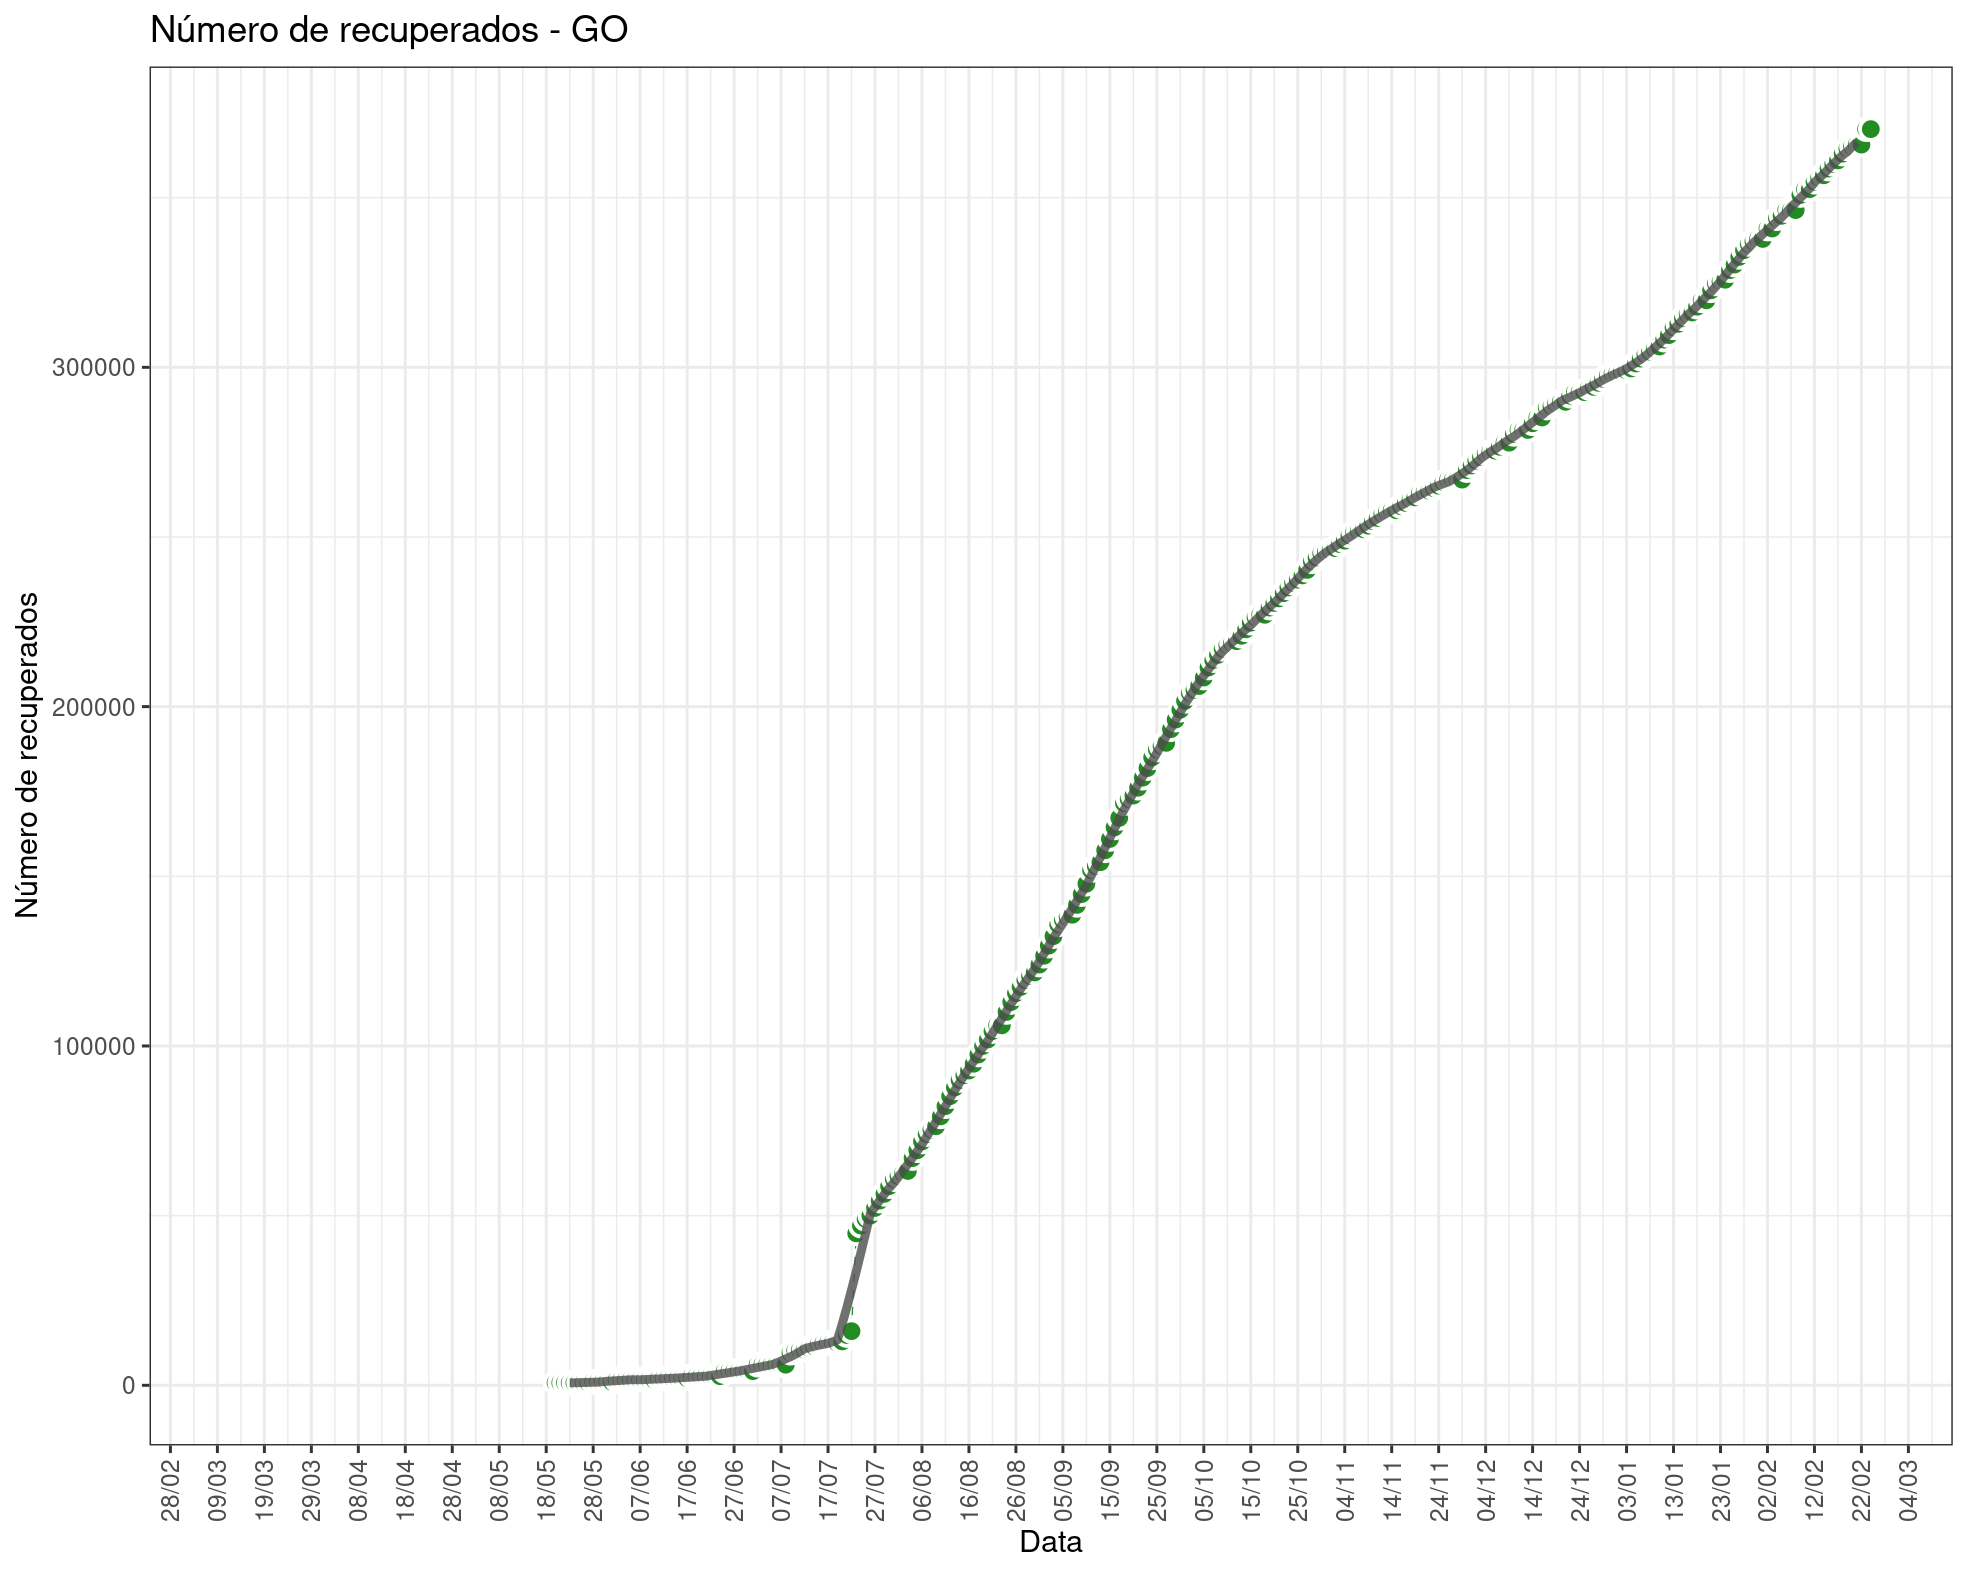 Número de recuperados - GO
Número de recuperados
300000
200000
100000
0
28/02 09/03 19/03 29/03 08/04 18/04 28/04 08/05 18/05 28/05 07/06 17/06 27/06 07/07 17/07 27/07 06/08 16/08 26/08 05/09 15/09 25/09 05/10 15/10 25/10 04/11 14/11 24/11 04/12 14/12 24/12 03/01 13/01 23/01 02/02 12/02 22/02 04/03
Data